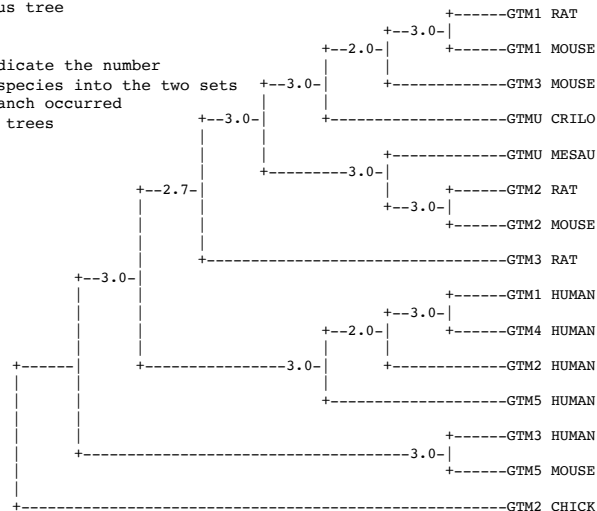 us tree
dicate the number
species into the two sets
anch occurred
trees
+------GTM1 RAT
+--3.0-|
+--2.0-| +------GTM1 MOUSE
+--3.0-| +-------------GTM3 MOUSE
+--3.0-| +--------------------GTMU CRILO
| +-------------GTMU MESAU
+---------3.0-|
+--2.7-| | +------GTM2 RAT
+--3.0-|
+------GTM2 MOUSE
+---------------------------------GTM3 RAT
+--3.0-|
+------GTM1 HUMAN
+--3.0-|
+--2.0-| +------GTM4 HUMAN
+------| +----------------3.0-| +-------------GTM2 HUMAN
+--------------------GTM5 HUMAN
+------GTM3 HUMAN
+------------------------------------3.0-|
+------GTM5 MOUSE
+-----------------------------------------------------GTM2 CHICK